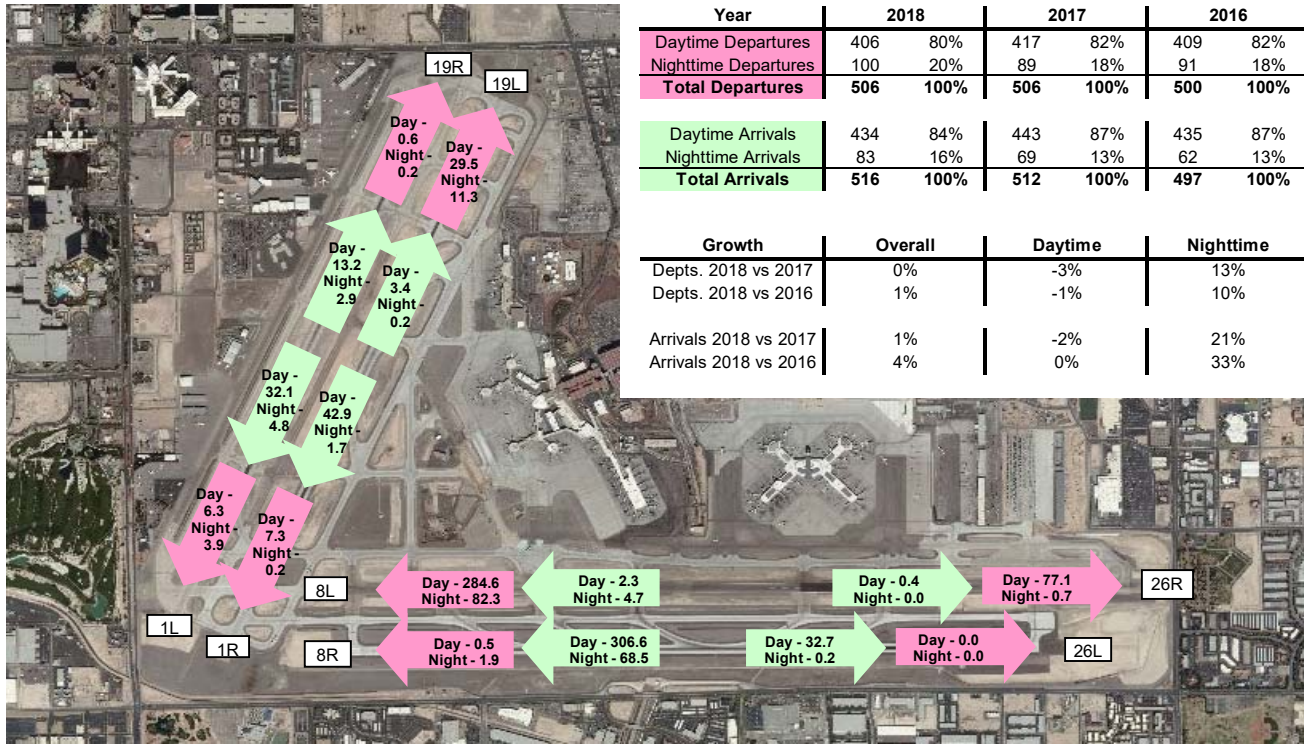 Year 2018 2017 2016
Daytime Departures 406 80% 417 82% 409 82%
Nighttime Departures 100 20% 89 18% 91 18%
Total Departures 506 100% 506 100% 500 100%
Daytime Arrivals 434 84% 443 87% 435 87%
Nighttime Arrivals 83 16% 69 13% 62 13%
Total Arrivals 516 100% 512 100% 497 100%
Growth Overall Daytime Nighttime
Depts. 2018 vs 2017 0% -3% 13%
Depts. 2018 vs 2016 1% -1% 10%
Arrivals 2018 vs 2017 1% -2% 21%
Arrivals 2018 vs 2016 4% 0% 33%
19R
19L
Day -
0.6
Night -
0.2
Day -
29.5
Night -
11.3
Day -
13.2
Night -
2.9
Day -
3.4
Night -
0.2
Day -
32.1
Night -
4.8
Day -
42.9
Night -
1.7
Day -
6.3
Night -
3.9
Day -
7.3
Night -
0.2
1L
1R
8L
Day - 284.6
Night - 82.3
Day - 2.3
Night - 4.7
Day - 0.4
Night - 0.0
Day - 77.1
Night - 0.7
26R
8R
Day - 0.5
Night - 1.9
Day - 306.6
Night - 68.5
Day - 32.7
Night - 0.2
Day - 0.0
Night - 0.0
26L